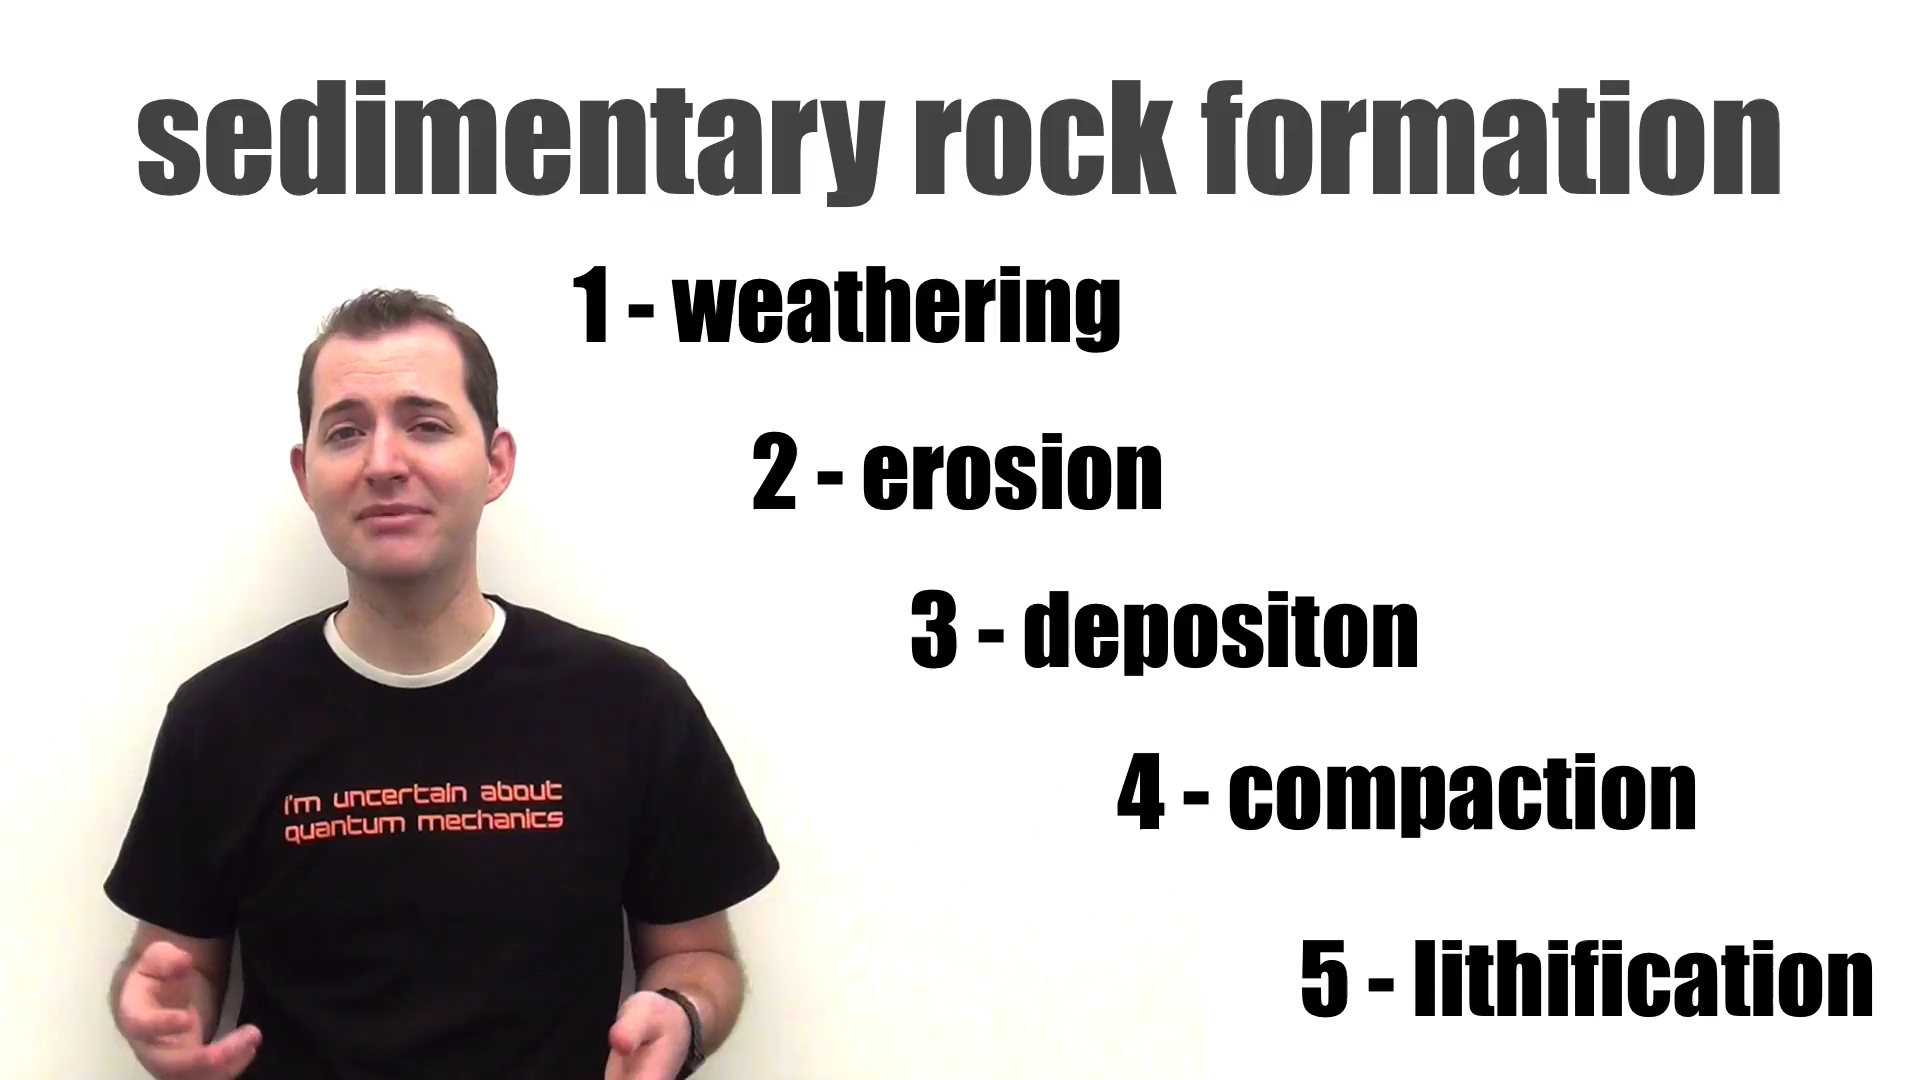 sedimentary rock formation
1 - weathering
2 - erosion
3 - depositon
4 - compaction
5 - lithification
i'm uncertain about
quantum mechanics